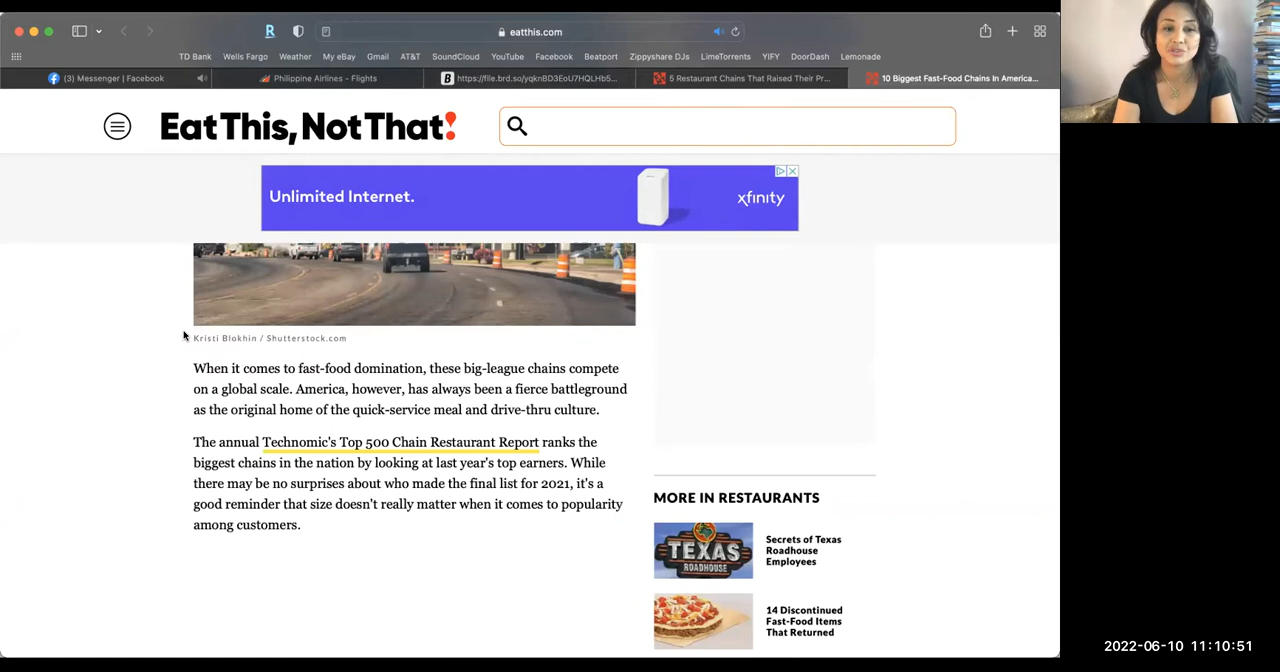 eatthis.com
TD Bank Wells Fargo Weather My eBay Gmail AT&T SoundCloud YouTube Facebook Beatport Zippyshare DJs LimeTorrents YIFY DoorDash Lemonade
(3) Messenger | Facebook
Philippine Airlines - Flights
https://file.brd.so/yqknBD3EoU7HQLHb5...
6 Restaurant Chains That Raised Their Pr...
10 Biggest Fast-Food Chains In America...
Eat This, Not That!
Unlimited Internet.
xfinity
Kristi Blokhin / Shutterstock.com
When it comes to fast-food domination, these big-league chains compete
on a global scale. America, however, has always been a fierce battleground
as the original home of the quick-service meal and drive-thru culture.
The annual Technomic's Top 500 Chain Restaurant Report ranks the
biggest chains in the nation by looking at last year's top earners. While
there may be no surprises about who made the final list for 2021, it's a
good reminder that size doesn't really matter when it comes to popularity
among customers.
MORE IN RESTAURANTS
TEXAS
ROADHOUSE
Secrets of Texas
Roadhouse
Employees
14 Discontinued
Fast-Food Items
That Returned
2022-06-10 11:10:51